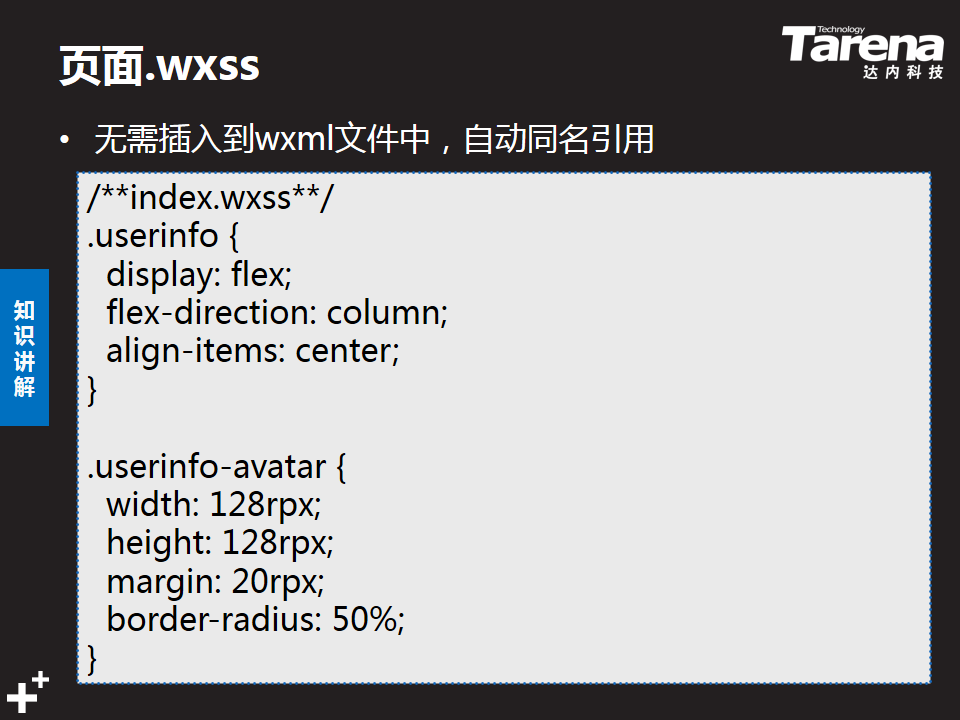 页面.wxss
Technology
Tarena
达内科技
• 无需插入到wxml文件中，自动同名引用
知识讲解
/**index.wxss**/
.userinfo {
  display: flex;
  flex-direction: column;
  align-items: center;
}

.userinfo-avatar {
  width: 128rpx;
  height: 128rpx;
  margin: 20rpx;
  border-radius: 50%;
}